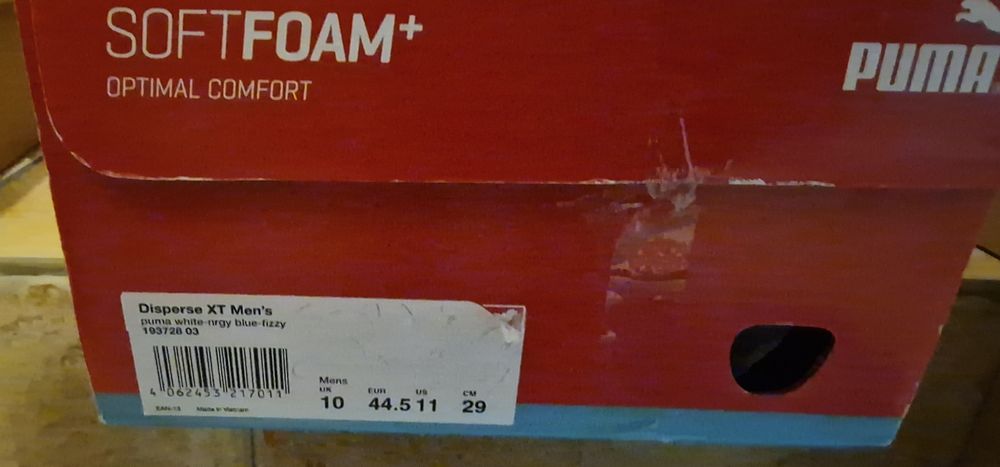 SOFTFOAM+
OPTIMAL COMFORT
PUMA
Disperse XT Men's
puma white-nrgy blue-fizzy
193728 03
4 062453 217011
EAN-13 Made in Vietnam
Mens
UK EUR US CM
10 44.5 11 29